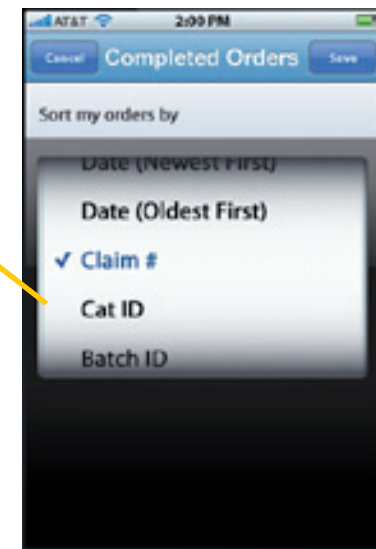 AT&T 2:00 PM
Cancel Completed Orders Save
Sort my orders by
Date (Newest First)
Date (Oldest First)
✓ Claim #
Cat ID
Batch ID